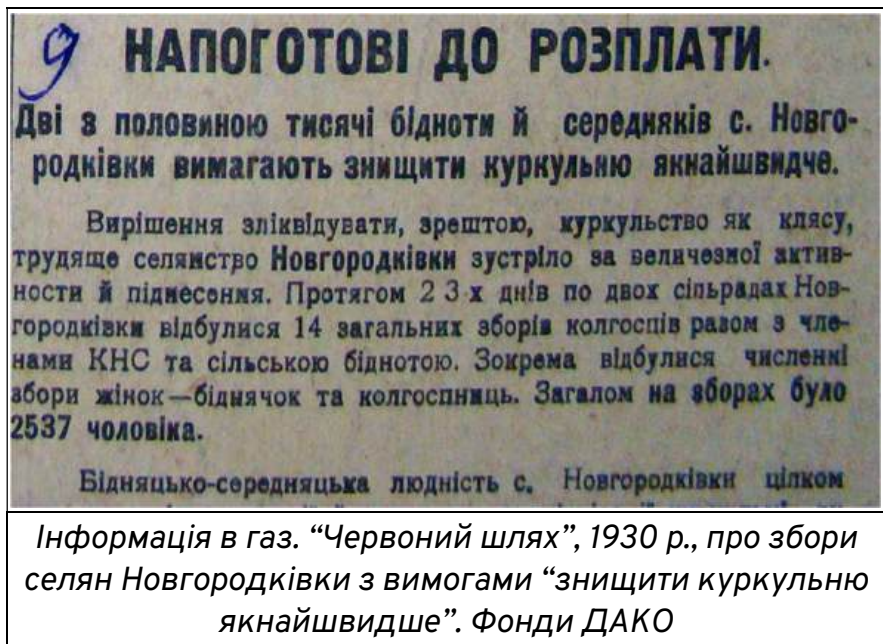 9 НАПОГОТОВІ ДО РОЗПЛАТИ.
Дві з половиною тисячі бідноти й середняків с. Новго-
родківки вимагають знищити куркульню якнайшвидче.
Вирішення зліквідувати, зрештою, куркульство як клясу,
трудяще селянство Новгородківки зустріло за величезної актив-
ности й піднесення. Протягом 2 3-х днів по двох сільрадах Нов-
городківки відбулися 14 загальних зборів колгоспів разом з чле-
нами КНС та сільською біднотою. Зокрема відбулися численні
збори жінок—біднячок та колгоспниць. Загалом на зборах було
2537 чоловіка.
Бідняцько-середняцька людність с. Новгородківки цілком
Інформація в газ. “Червоний шлях”, 1930 р., про збори
селян Новгородківки з вимогами “знищити куркульню
якнайшвидше”. Фонди ДАКО